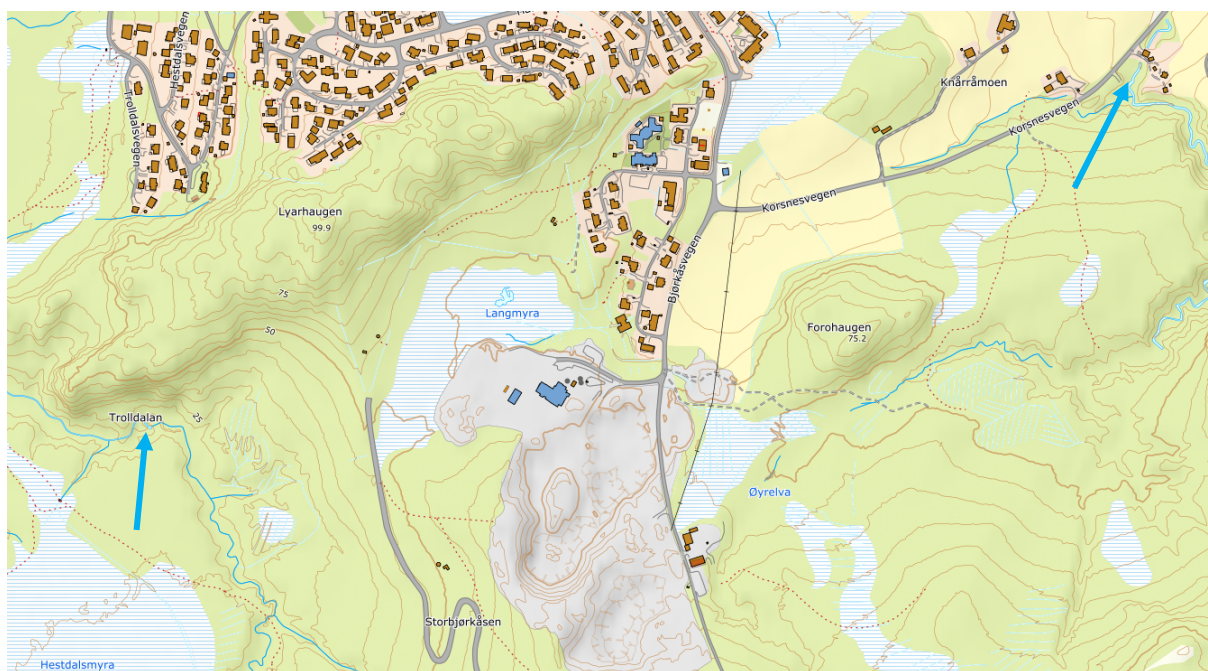 Hestdalsvegen
Trolldalsvegen
Knårråmoen
Korsnesvegen
Lyarhaugen
99.9
Korsnesvegen
Bjørkåsvegen
75
Langmyra
50
Forohaugen
75.2
Trolldalan
25
Øyrelva
Storbjørkåsen
Hestdalsmyra